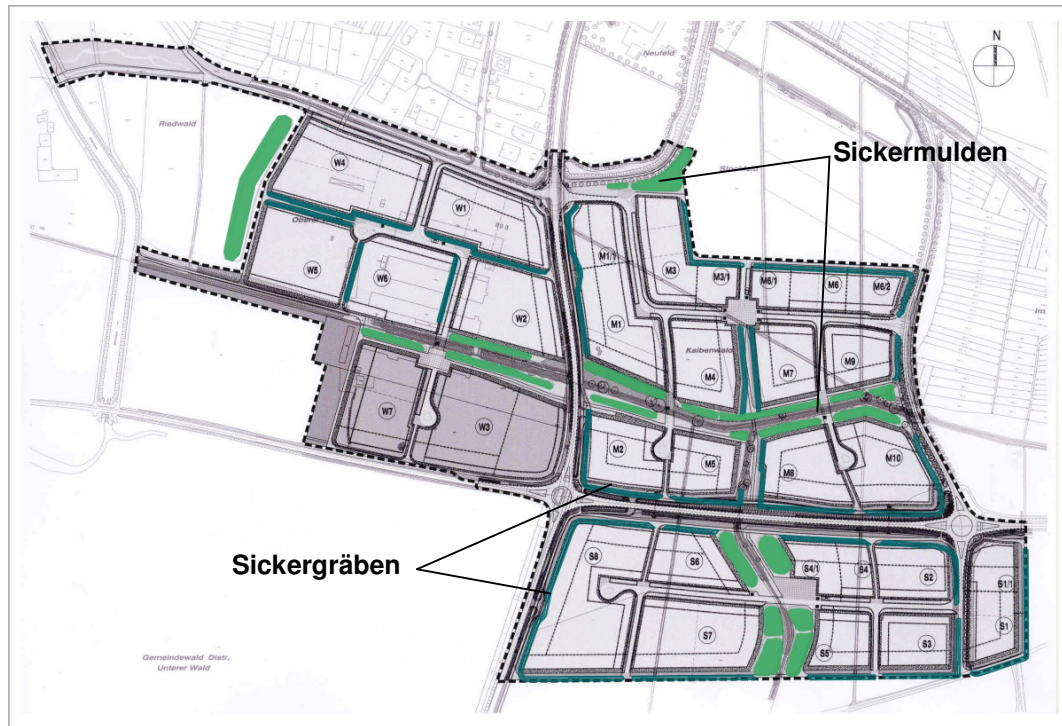 N
Neufeld
Riedwald
Sickermulden
W4
W1
M1/1
M3
M3/1
M6/1
M6
M6/2
W5
W6
W2
M1
Kaibenwald
M4
M7
M9
W7
W3
M2
M5
M8
M10
Sickergräben
S8
S6
S4/1
S4
S2
S1/1
S7
S5
S3
S1
Gemeindewald Distr.
Unterer Wald